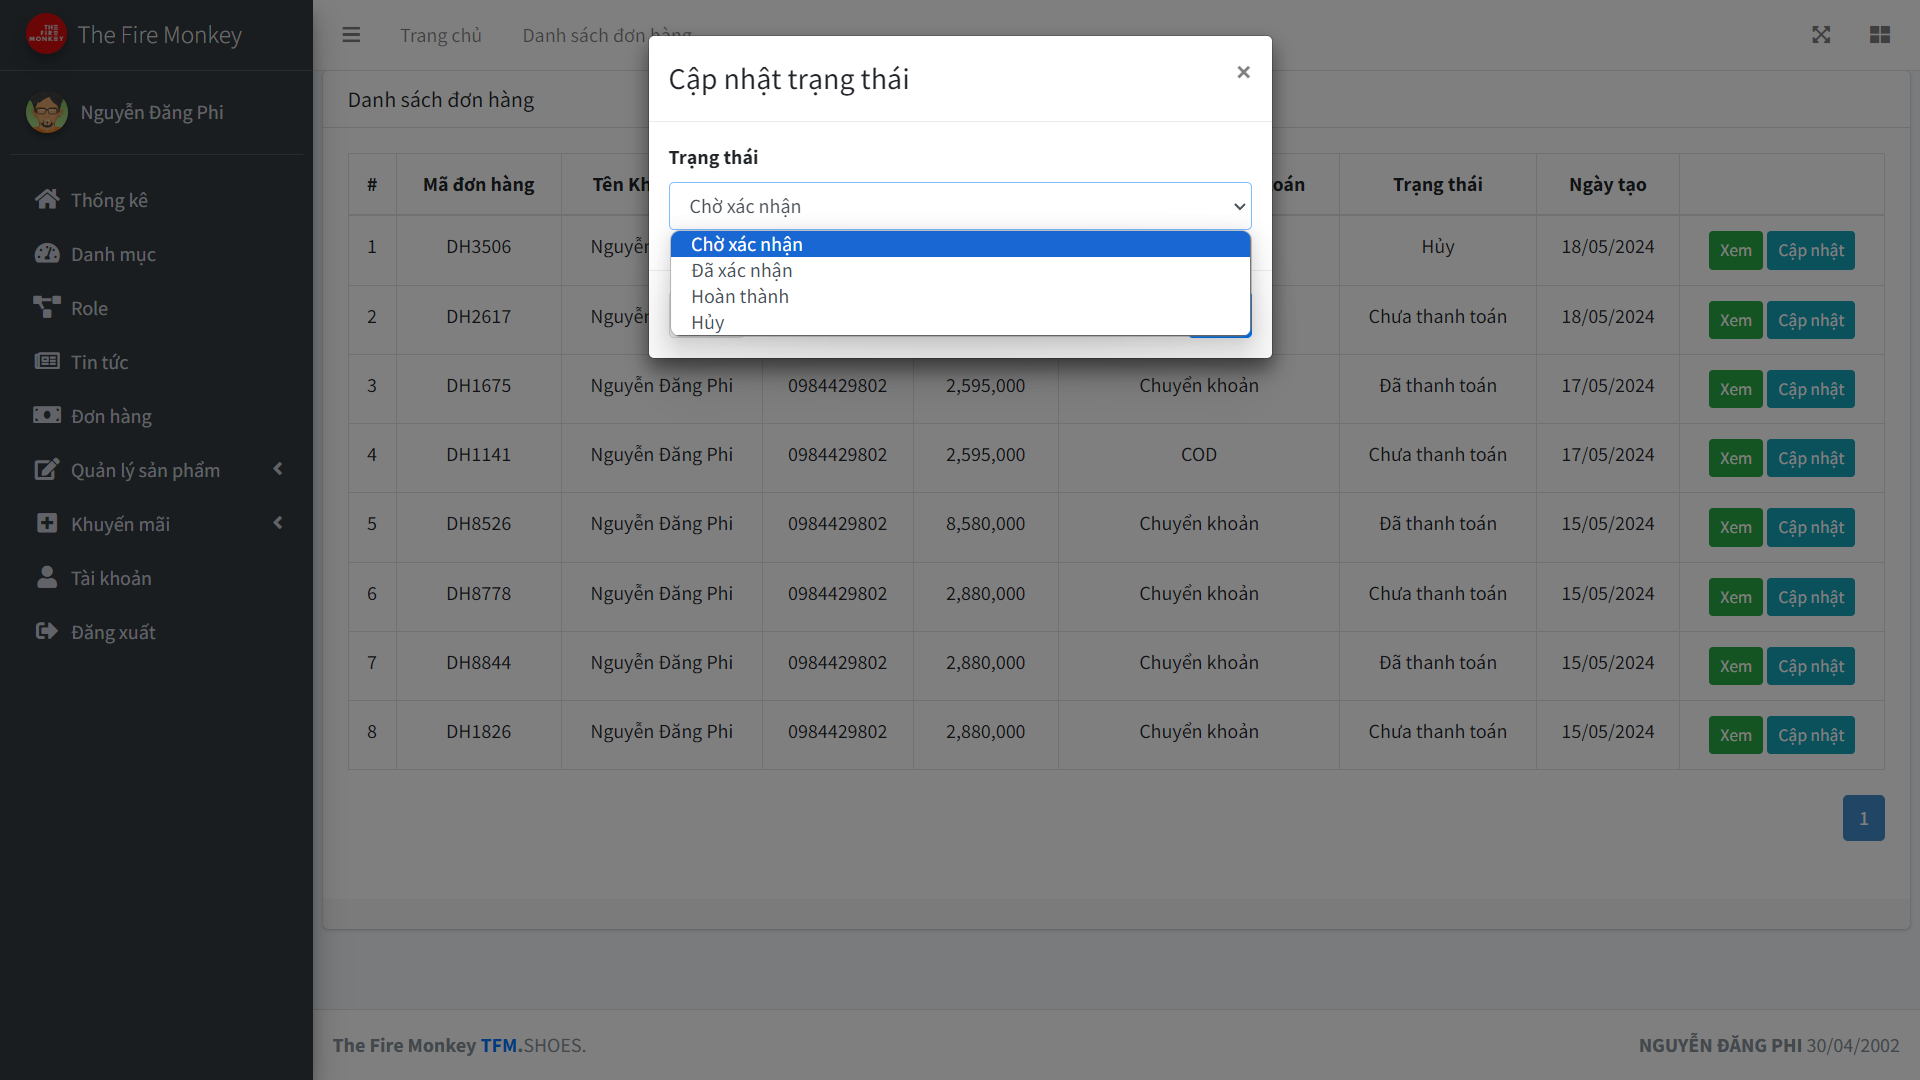 THE FIRE MONKEY
The Fire Monkey
Nguyễn Đăng Phi
Thống kê
Danh mục
Role
Tin tức
Đơn hàng
Quản lý sản phẩm
Khuyến mãi
Tài khoản
Đăng xuất
Trang chủ Danh sách đơn hàng
Danh sách đơn hàng
Cập nhật trạng thái ×
Trạng thái
Chờ xác nhận
Chờ xác nhận
Đã xác nhận
Hoàn thành
Hủy
# Mã đơn hàng Tên Kh oán Trạng thái Ngày tạo
1 DH3506 Nguyễn Hủy 18/05/2024 Xem Cập nhật
2 DH2617 Nguyễn Chưa thanh toán 18/05/2024 Xem Cập nhật
3 DH1675 Nguyễn Đăng Phi 0984429802 2,595,000 Chuyển khoản Đã thanh toán 17/05/2024 Xem Cập nhật
4 DH1141 Nguyễn Đăng Phi 0984429802 2,595,000 COD Chưa thanh toán 17/05/2024 Xem Cập nhật
5 DH8526 Nguyễn Đăng Phi 0984429802 8,580,000 Chuyển khoản Đã thanh toán 15/05/2024 Xem Cập nhật
6 DH8778 Nguyễn Đăng Phi 0984429802 2,880,000 Chuyển khoản Chưa thanh toán 15/05/2024 Xem Cập nhật
7 DH8844 Nguyễn Đăng Phi 0984429802 2,880,000 Chuyển khoản Đã thanh toán 15/05/2024 Xem Cập nhật
8 DH1826 Nguyễn Đăng Phi 0984429802 2,880,000 Chuyển khoản Chưa thanh toán 15/05/2024 Xem Cập nhật
1
The Fire Monkey TFM.SHOES. NGUYỄN ĐĂNG PHI 30/04/2002